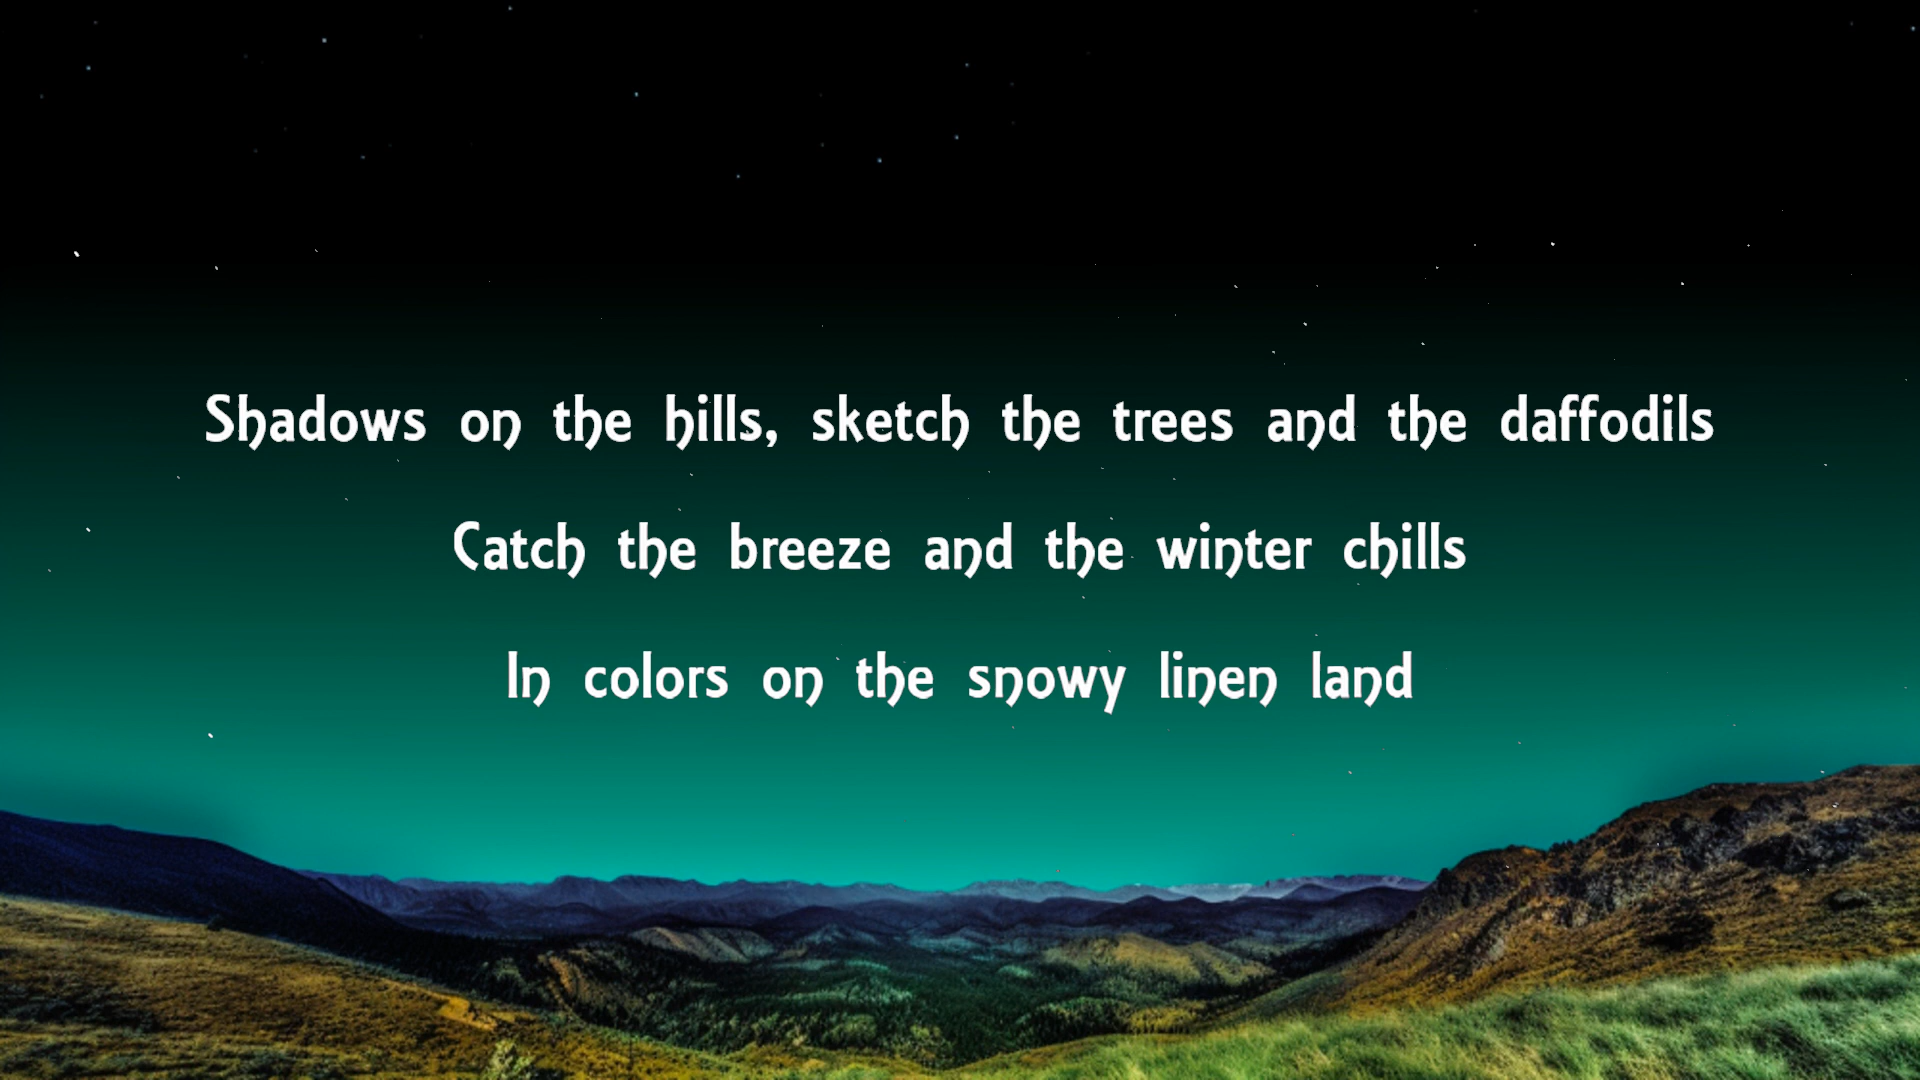 Shadows on the hills, sketch the trees and the daffodils
Catch the breeze and the winter chills
In colors on the snowy linen land